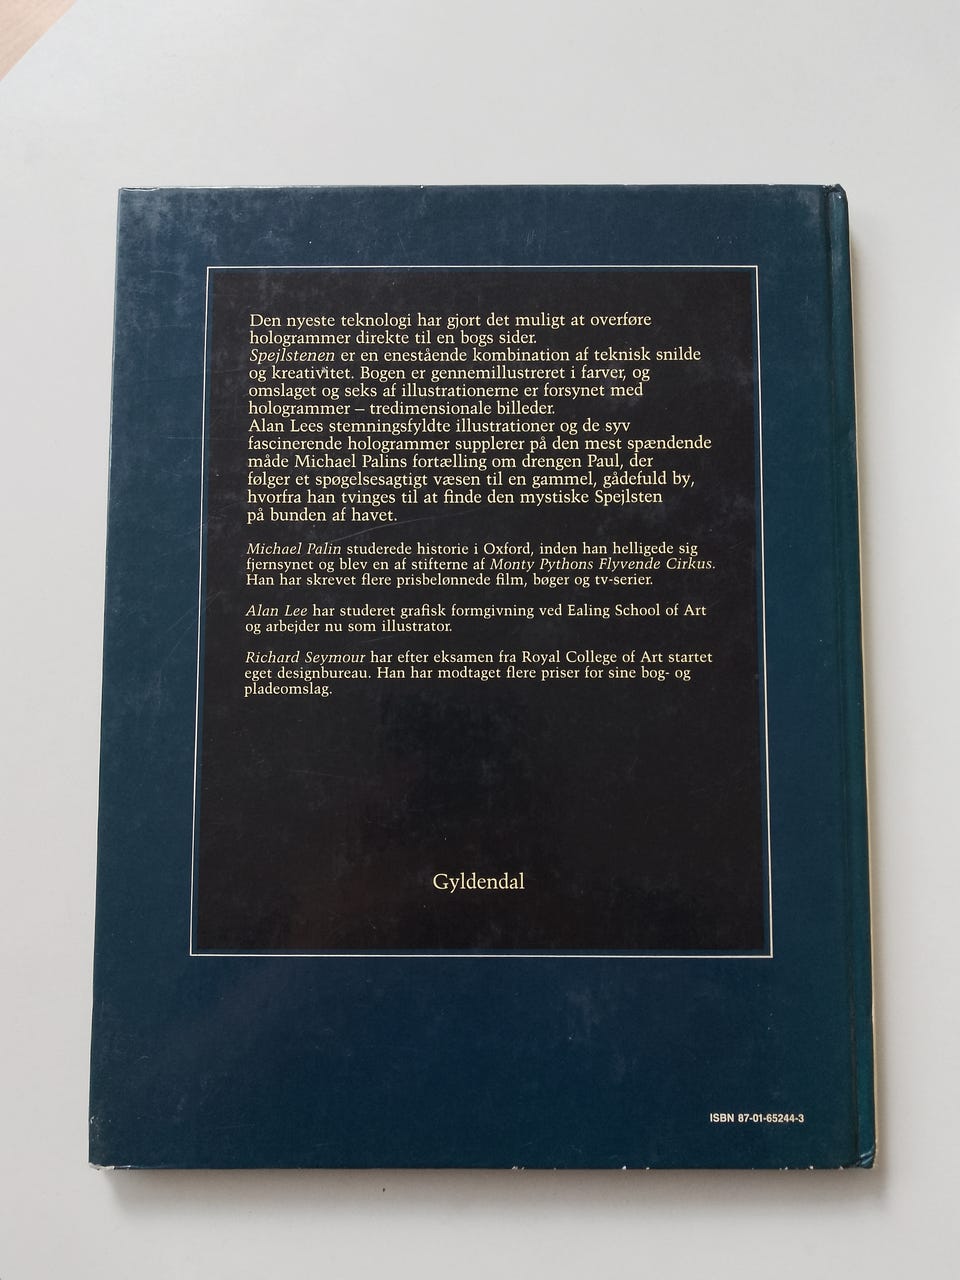 Den nyeste teknologi har gjort det muligt at overføre
hologrammer direkte til en bogs sider.
Spejlstenen er en enestående kombination af teknisk snilde
og kreativitet. Bogen er gennemillustreret i farver, og
omslaget og seks af illustrationerne er forsynet med
hologrammer – tredimensionale billeder.
Alan Lees stemningsfyldte illustrationer og de syv
fascinerende hologrammer supplerer på den mest spændende
måde Michael Palins fortælling om drengen Paul, der
følger et spøgelsesagtigt væsen til en gammel, gådefuld by,
hvorfra han tvinges til at finde den mystiske Spejlsten
på bunden af havet.
Michael Palin studerede historie i Oxford, inden han helligede sig
fjernsynet og blev en af stifterne af Monty Pythons Flyvende Cirkus.
Han har skrevet flere prisbelønnede film, bøger og tv-serier.
Alan Lee har studeret grafisk formgivning ved Ealing School of Art
og arbejder nu som illustrator.
Richard Seymour har efter eksamen fra Royal College of Art startet
eget designbureau. Han har modtaget flere priser for sine bog- og
pladeomslag.
Gyldendal
ISBN 87-01-65244-3